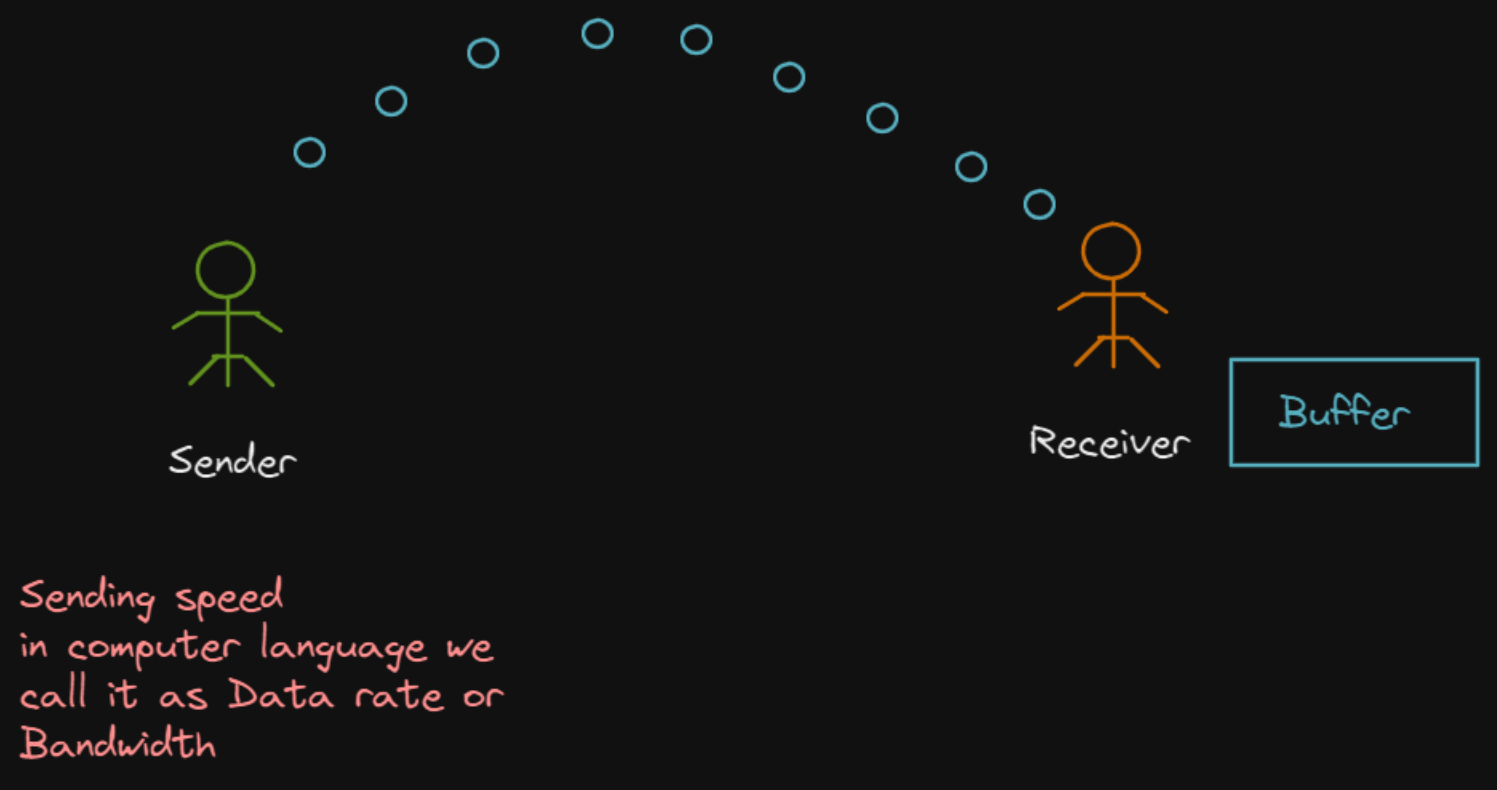 Sender
Receiver
Buffer
Sending speed
in computer language we
call it as Data rate or
Bandwidth